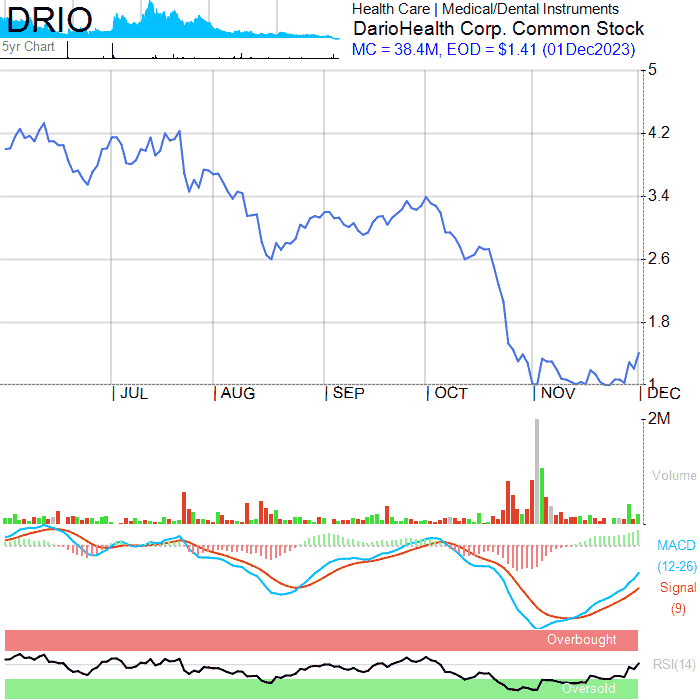 DRIO
5yr Chart
Health Care | Medical/Dental Instruments
DarioHealth Corp. Common Stock
MC = 38.4M, EOD = $1.41 (01Dec2023)
5
4.2
3.4
2.6
1.8
1
JUL
AUG
SEP
OCT
NOV
DEC
2M
Volume
MACD
(12-26)
Signal
(9)
Overbought
RSI(14)
Oversold